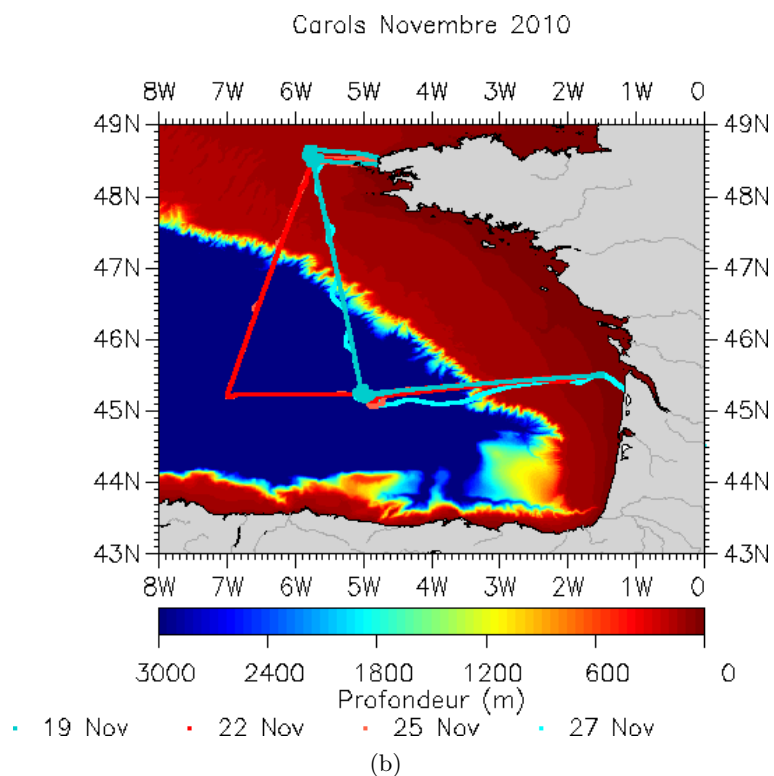 Carols Novembre 2010
8W 7W 6W 5W 4W 3W 2W 1W 0
49N 49N
48N 48N
47N 47N
46N 46N
45N 45N
44N 44N
43N 43N
8W 7W 6W 5W 4W 3W 2W 1W 0
3000 2400 1800 1200 600 0
Profondeur (m)
19 Nov 22 Nov 25 Nov 27 Nov
(b)